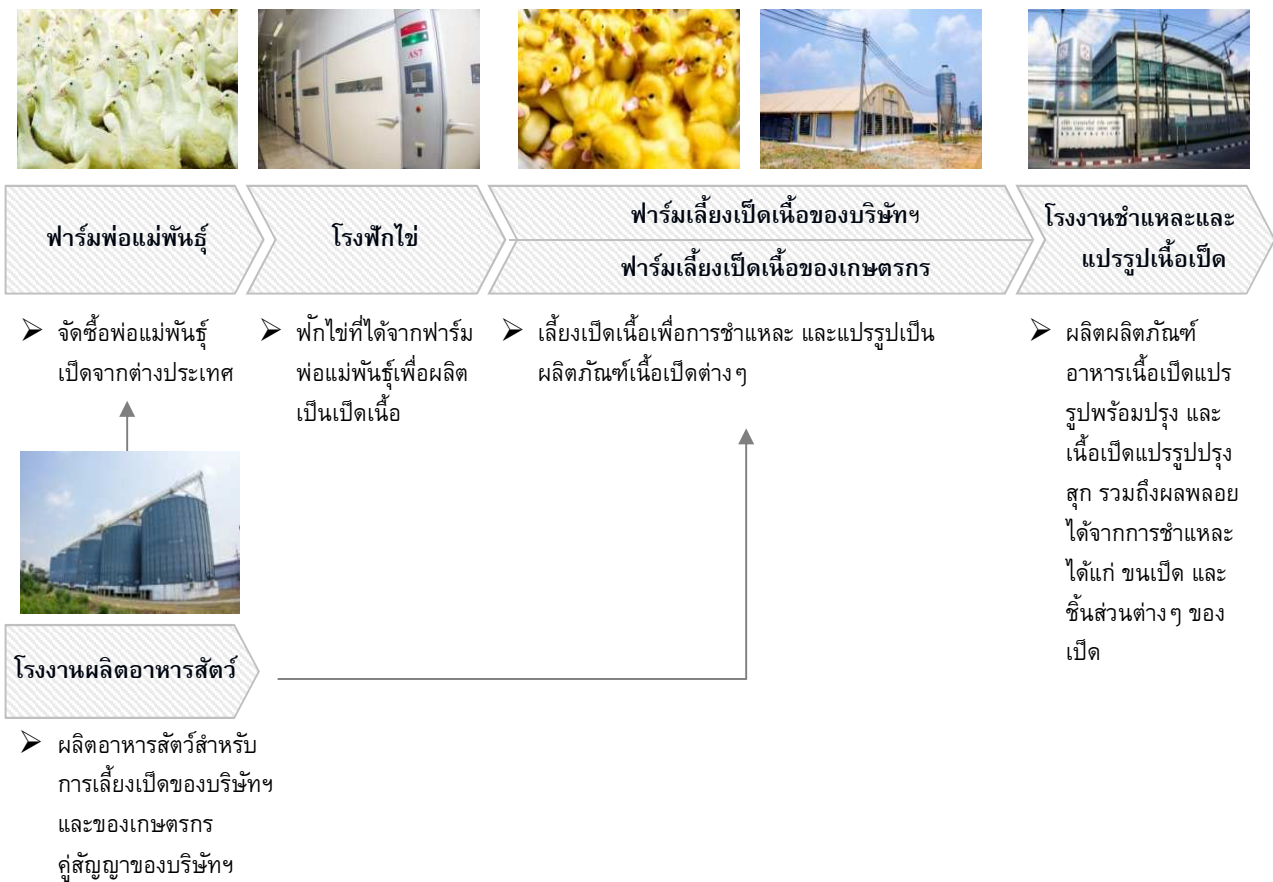 AS7
ฟาร์มพ่อแม่พันธุ์
โรงฟักไข่
ฟาร์มเลี้ยงเป็ดเนื้อของบริษัทฯ
ฟาร์มเลี้ยงเป็ดเนื้อของเกษตรกร
โรงงานชำแหละและ
แปรรูปเนื้อเป็ด
➢ จัดซื้อพ่อแม่พันธุ์
เป็ดจากต่างประเทศ
➢ ฟักไข่ที่ได้จากฟาร์ม
พ่อแม่พันธุ์เพื่อผลิต
เป็นเป็ดเนื้อ
➢ เลี้ยงเป็ดเนื้อเพื่อการชำแหละ และแปรรูปเป็น
ผลิตภัณฑ์เนื้อเป็ดต่างๆ
➢ ผลิตผลิตภัณฑ์
อาหารเนื้อเป็ดแปร
รูปพร้อมปรุง และ
เนื้อเป็ดแปรรูปปรุง
สุก รวมถึงผลพลอย
ได้จากการชำแหละ
ได้แก่ ขนเป็ด และ
ชิ้นส่วนต่างๆ ของ
เป็ด
โรงงานผลิตอาหารสัตว์
➢ ผลิตอาหารสัตว์สำหรับ
การเลี้ยงเป็ดของบริษัทฯ
และของเกษตรกร
คู่สัญญาของบริษัทฯ